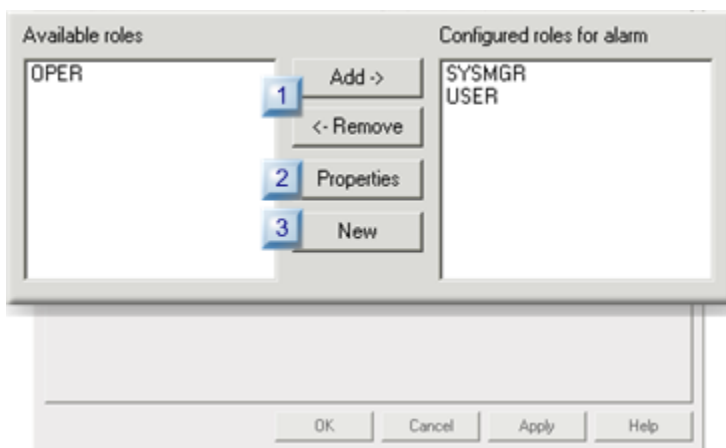 Available roles
Configured roles for alarm
OPER
SYSMGR
USER
1
Add ->
<- Remove
2
Properties
3
New
OK
Cancel
Apply
Help